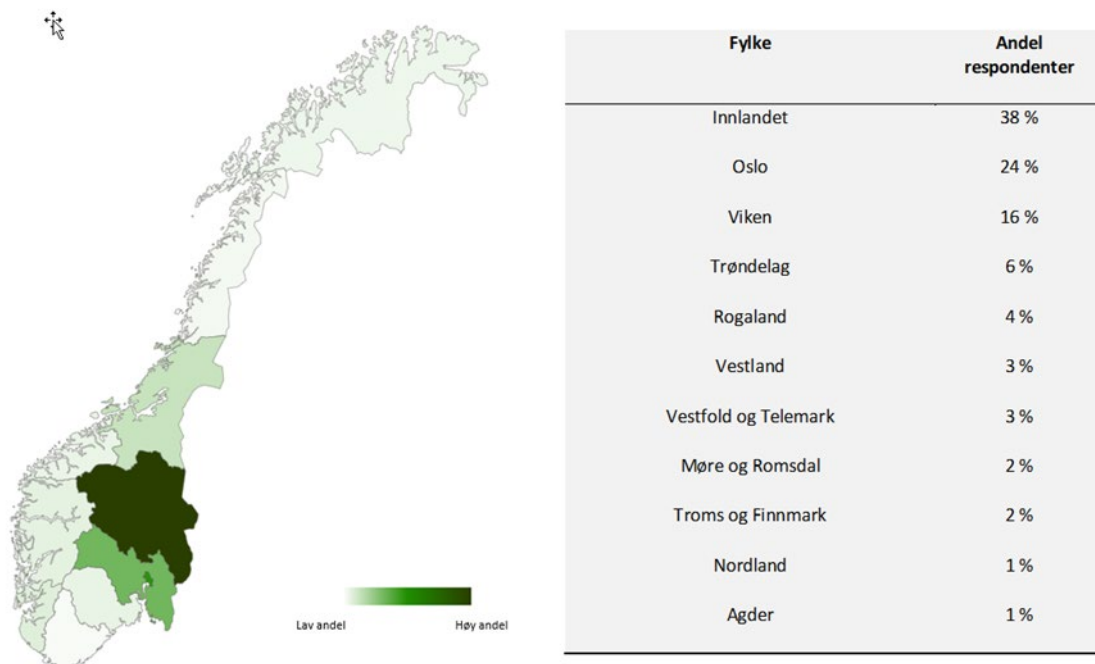 Fylke Andel
respondenter
Innlandet 38 %
Oslo 24 %
Viken 16 %
Trøndelag 6 %
Rogaland 4 %
Vestland 3 %
Vestfold og Telemark 3 %
Møre og Romsdal 2 %
Troms og Finnmark 2 %
Nordland 1 %
Agder 1 %
Lav andel Høy andel